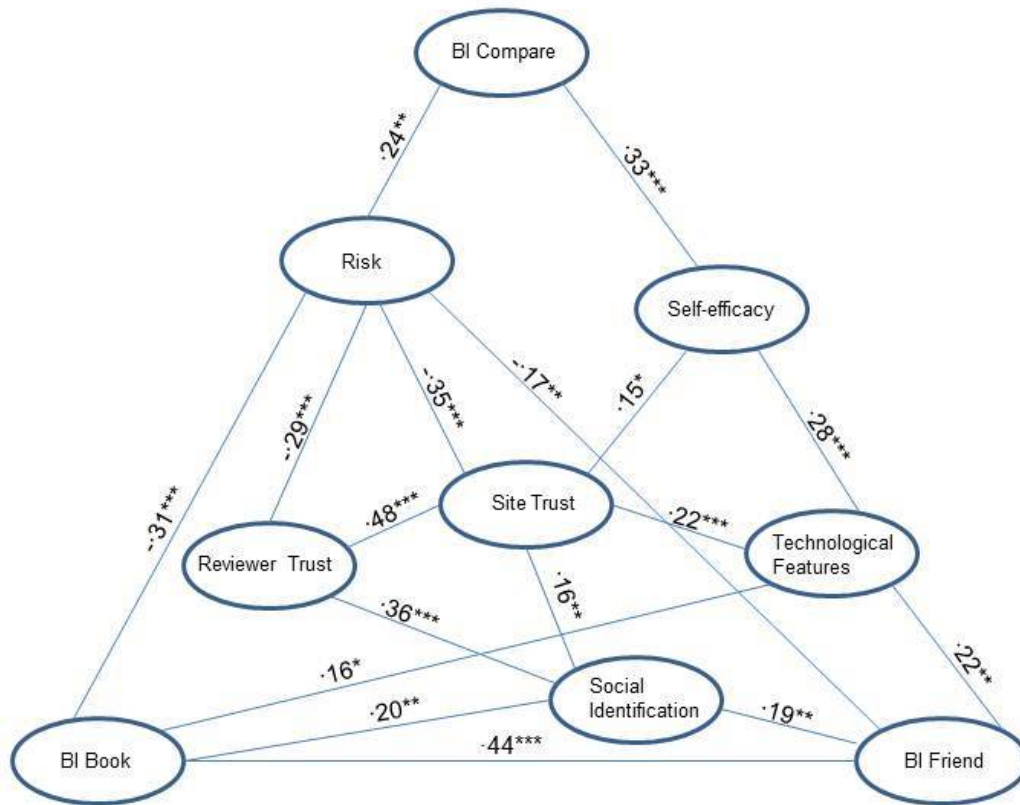 BI Compare
·24**
·33***
Risk
Self-efficacy
-·31***
-·29***
-·35***
-·17**
·15*
·28***
Site Trust
·48***
·22***
Reviewer Trust
Technological
Features
·36***
·16**
·16*
·20**
Social
Identification
·19**
·22**
BI Book
·44***
BI Friend